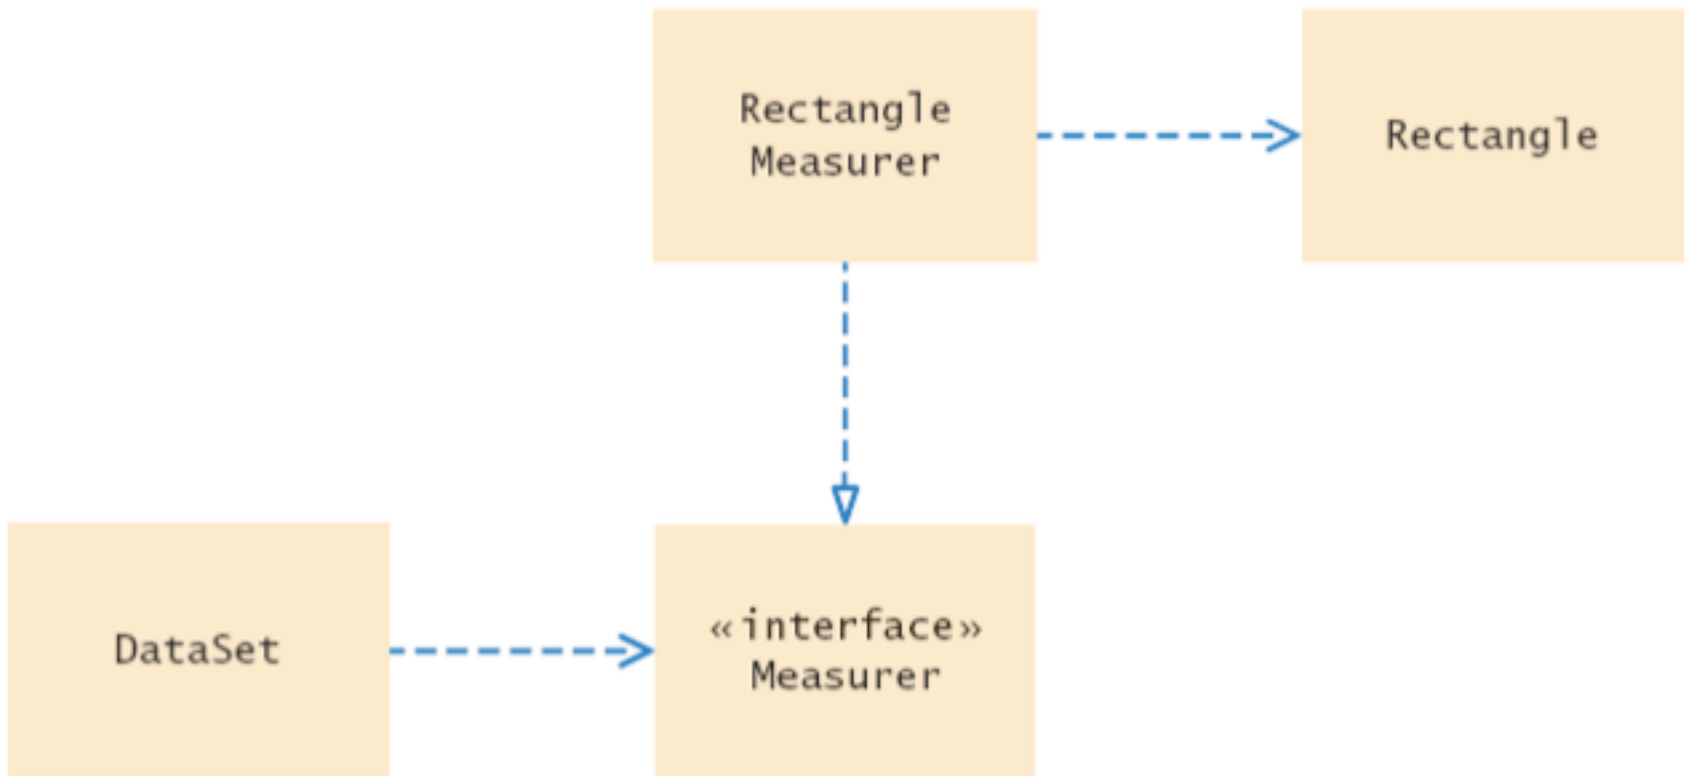 Rectangle
Measurer
Rectangle
DataSet
«interface»
Measurer